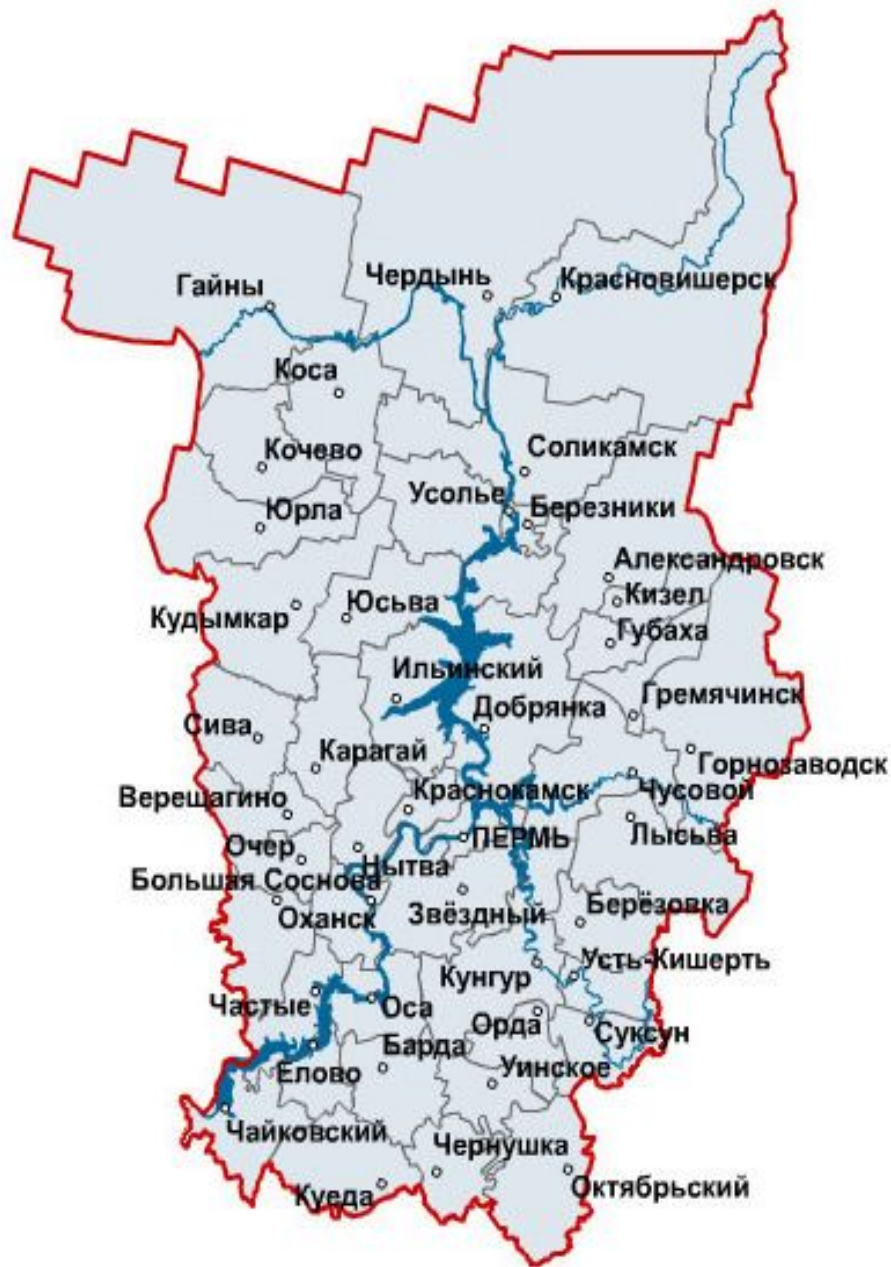 Гайны
Чердынь
Красновишерск
Коса
Кочево
Соликамск
Усолье
Березники
Юрла
Александровск
Кизел
Кудымкар
Юсьва
Губаха
Ильинский
Гремячинск
Добрянка
Сива
Карагай
Горнозаводск
Верещагино
Краснокамск
Чусовой
Очер
ПЕРМЬ
Лысьва
Нытва
Большая Соснова
Оханск
Звёздный
Берёзовка
Кунгур
Усть-Кишерть
Частые
Оса
Орда
Суксун
Барда
Елово
Уинское
Чайковский
Чернушка
Куеда
Октябрьский